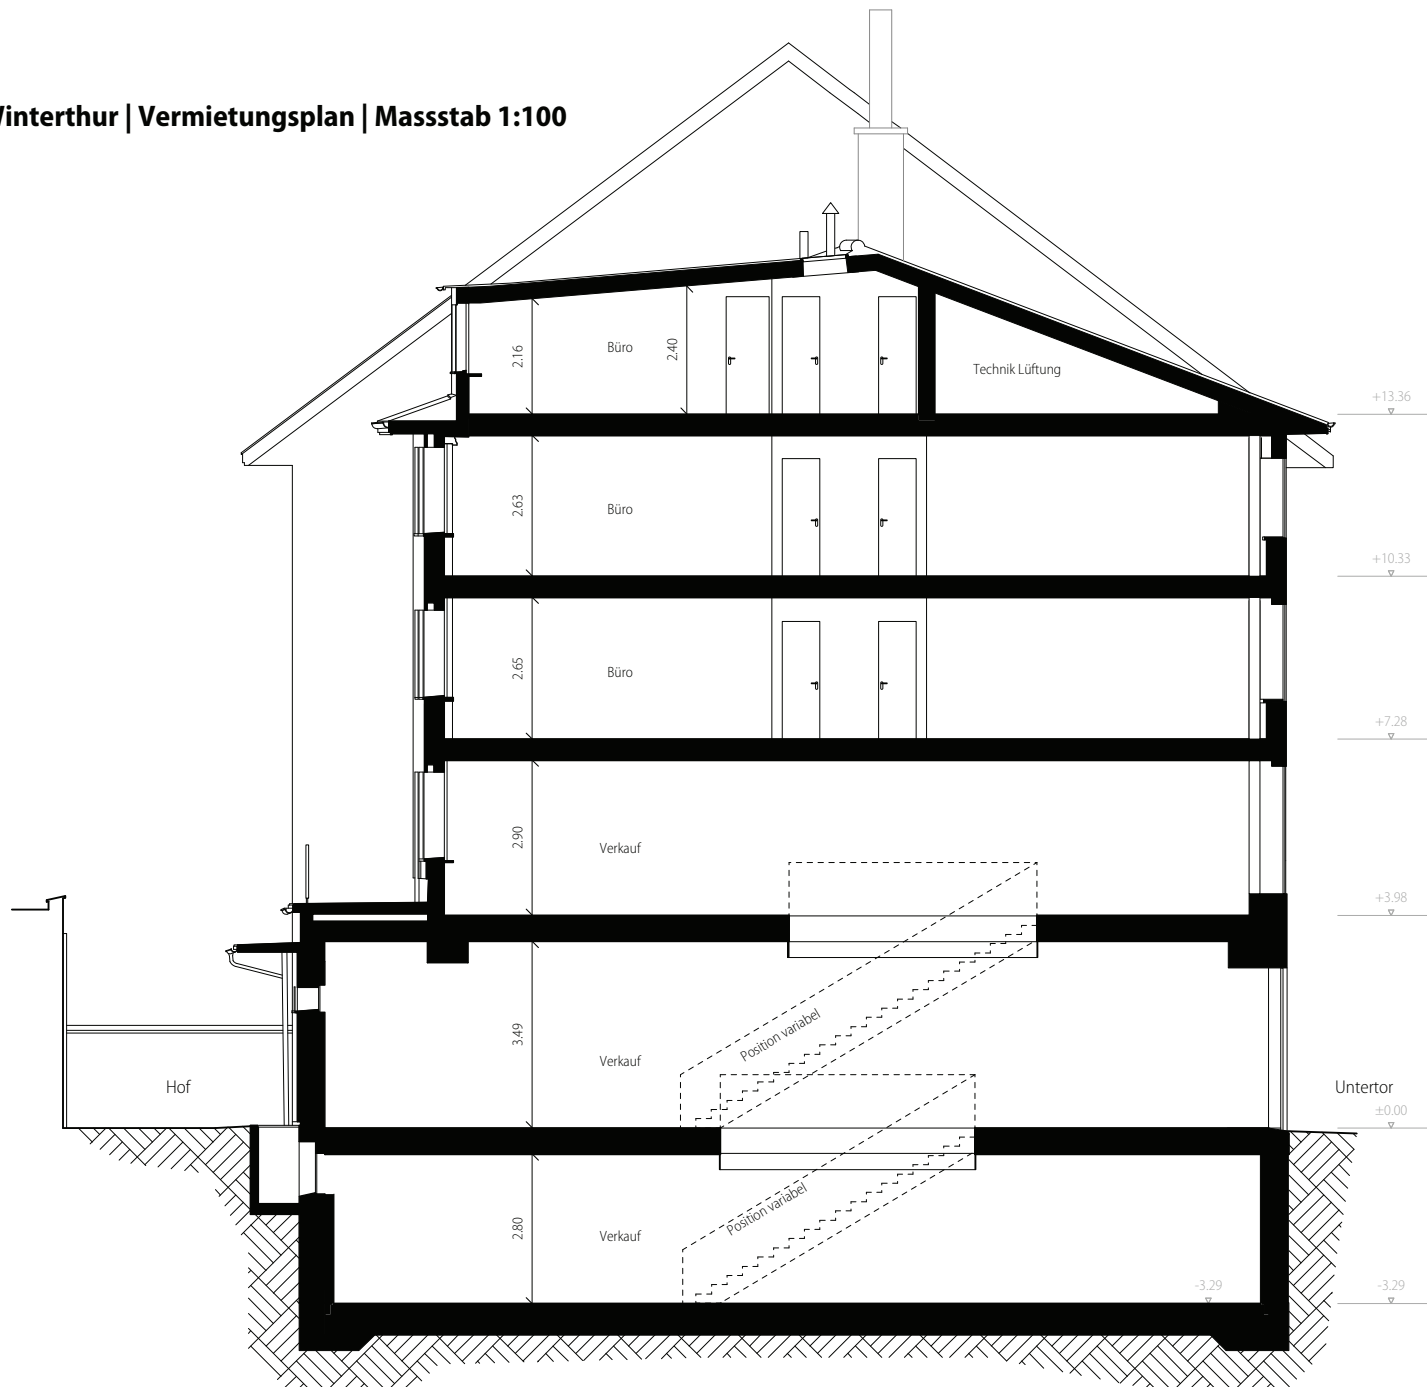 Winterthur | Vermietungsplan | Massstab 1:100
2.16
Büro
2.40
Technik Lüftung
+13.36
2.63
Büro
+10.33
2.65
Büro
+7.28
2.90
Verkauf
+3.98
3.49
Verkauf
Position variabel
Hof
Untertor
±0.00
2.80
Verkauf
Position variabel
-3.29
-3.29